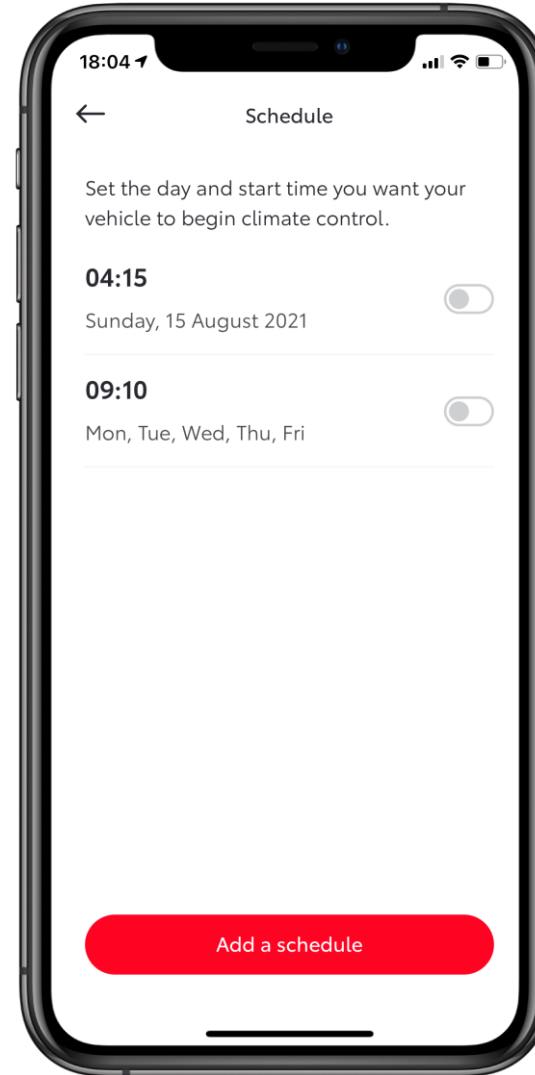 18:04
Schedule
Set the day and start time you want your
vehicle to begin climate control.
04:15
Sunday, 15 August 2021
09:10
Mon, Tue, Wed, Thu, Fri
Add a schedule